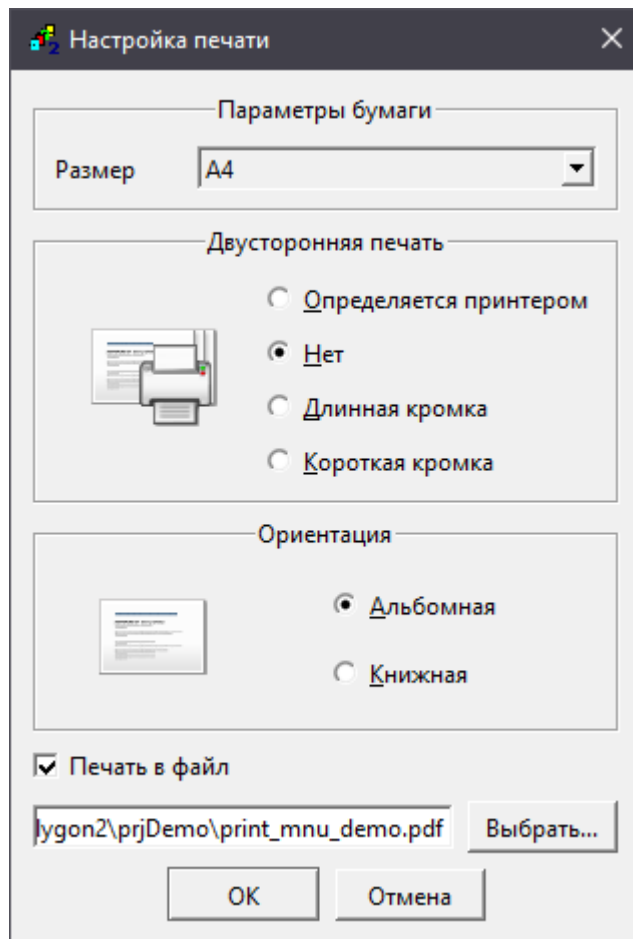 Настройка печати
Параметры бумаги
Размер
A4
Двусторонняя печать
Определяется принтером
Нет
Длинная кромка
Короткая кромка
Ориентация
Альбомная
Книжная
Печать в файл
lygon2\prjDemo\print_mnu_demo.pdf
Выбрать...
OK
Отмена